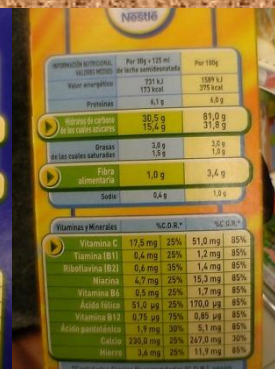 Nestlé
INFORMACIÓN NUTRICIONAL Por 30g + 125 ml Por 100g
VALORES MEDIOS de leche semidesnatada
Valor energético 731 kJ 1589 kJ
173 kcal 375 kcal
Proteínas 6,1 g 6,0 g
Hidratos de carbono 30,5 g 81,0 g
de los cuales azúcares 15,4 g 31,8 g
Grasas 3,0 g 3,0 g
de las cuales saturadas 1,5 g 1,0 g
Fibra 1,0 g 3,4 g
alimentaria
Sodio 0,4 g 1,0 g
Vitaminas y Minerales %C.D.R.* %C.D.R.*
Vitamina C 17,5 mg 25% 51,0 mg 85%
Tiamina (B1) 0,4 mg 25% 1,2 mg 85%
Riboflavina (B2) 0,6 mg 35% 1,4 mg 85%
Niacina 4,7 mg 25% 15,3 mg 85%
Vitamina B6 0,5 mg 25% 1,7 mg 85%
Ácido fólico 51,0 µg 25% 170,0 µg 85%
Vitamina B12 0,75 µg 75% 0,85 µg 85%
Ácido pantoténico 1,9 mg 30% 5,1 mg 85%
Calcio 230,0 mg 25% 267,0 mg 30%
Hierro 3,6 mg 25% 11,9 mg 85%